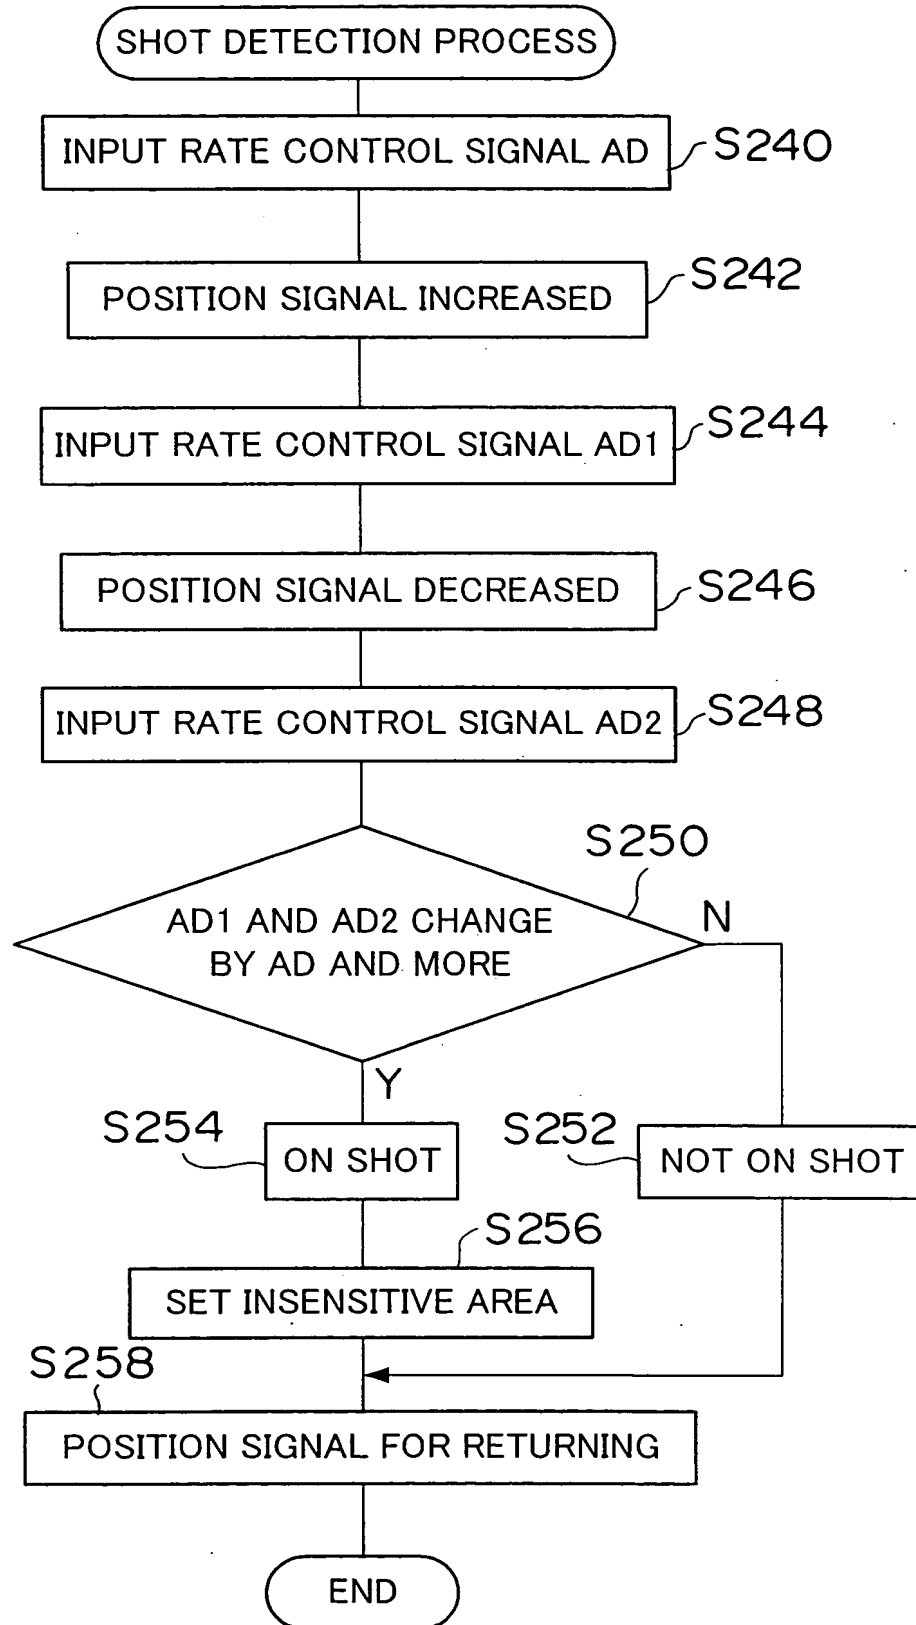 SHOT DETECTION PROCESS
INPUT RATE CONTROL SIGNAL AD
S240
POSITION SIGNAL INCREASED
S242
INPUT RATE CONTROL SIGNAL AD1
S244
POSITION SIGNAL DECREASED
S246
INPUT RATE CONTROL SIGNAL AD2
S248
S250
AD1 AND AD2 CHANGE
BY AD AND MORE
N
Y
S254
ON SHOT
S252
NOT ON SHOT
S256
SET INSENSITIVE AREA
S258
POSITION SIGNAL FOR RETURNING
END